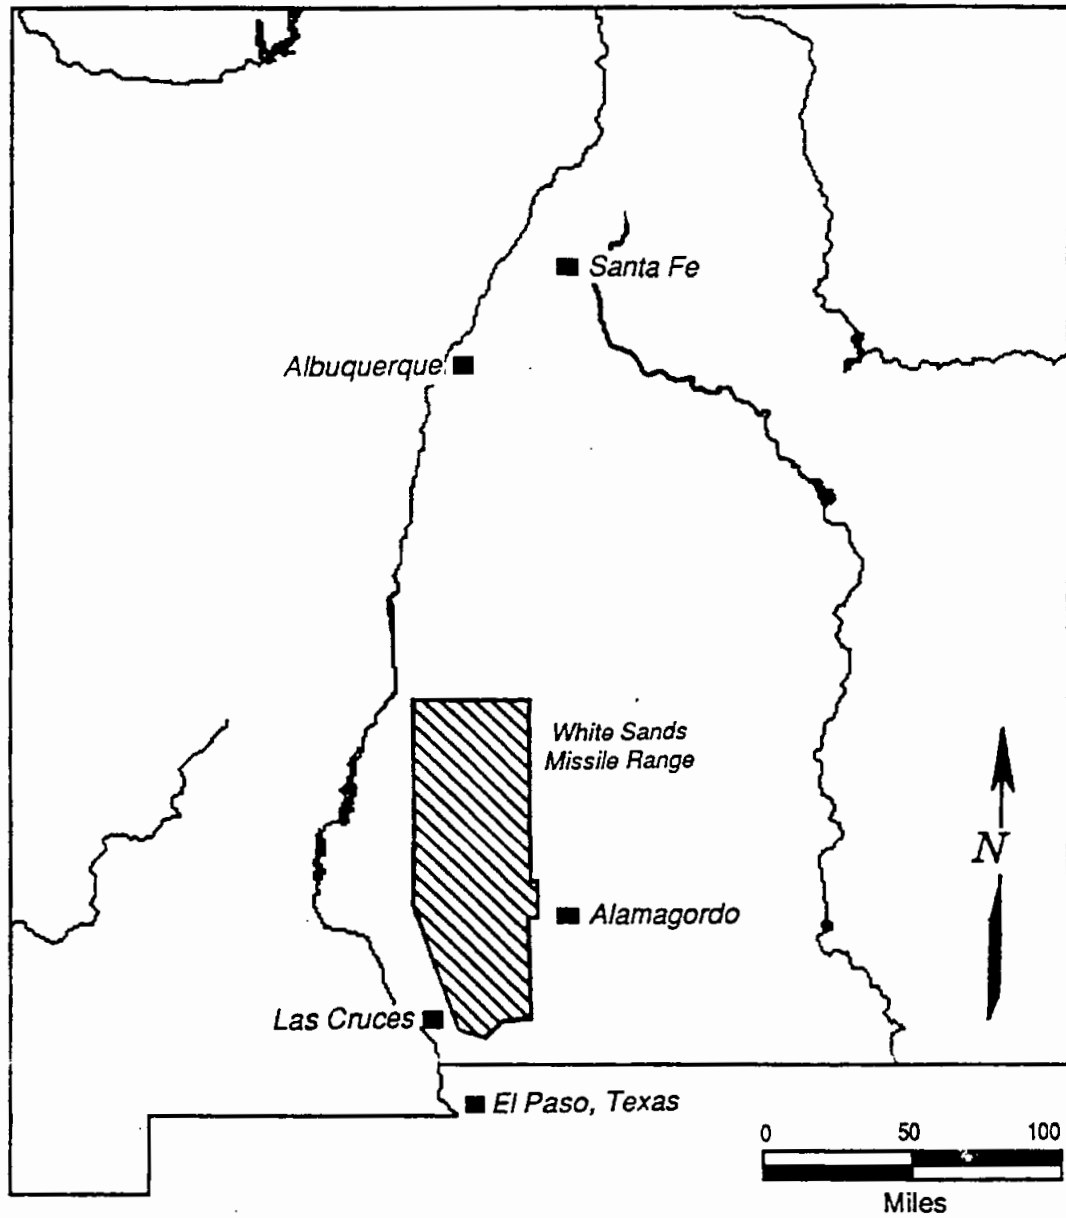 Santa Fe
Albuquerque
White Sands
Missile Range
N
Alamagordo
Las Cruces
El Paso, Texas
0 50 100
Miles